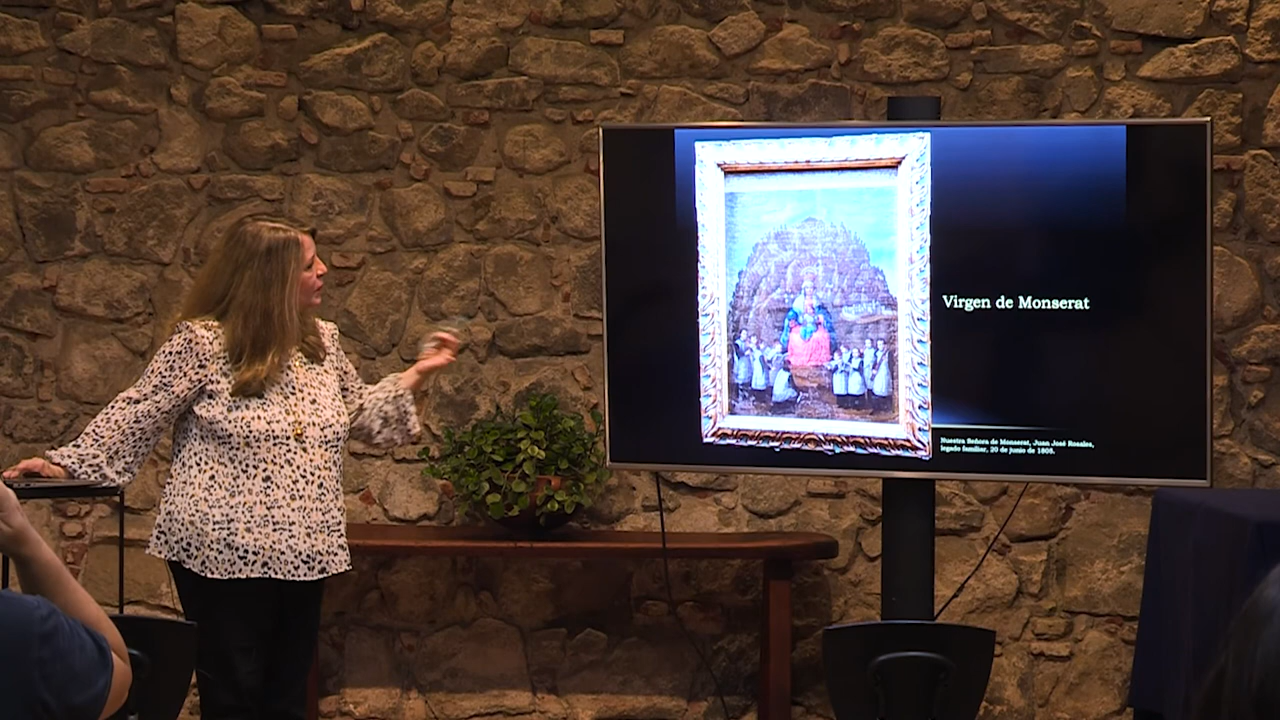 Virgen de Monserat
Nuestra Señora de Monserat, Juan José Rosales,
legado familiar, 20 de junio de 1805.